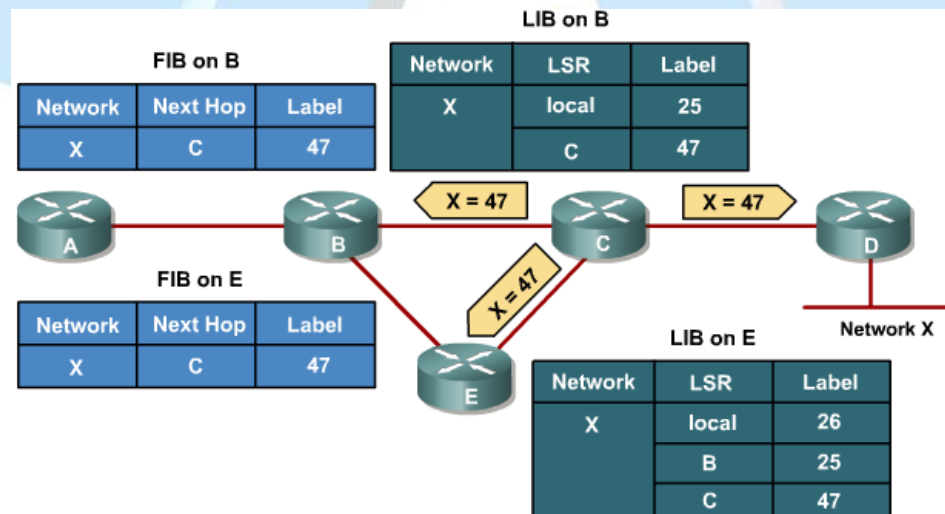 LIB on B
FIB on B
Network LSR Label
X local 25
C 47
Network Next Hop Label
X C 47
X = 47
X = 47
A
B
C
D
X = 47
FIB on E
Network Next Hop Label
X C 47
E
Network X
LIB on E
Network LSR Label
X local 26
B 25
C 47